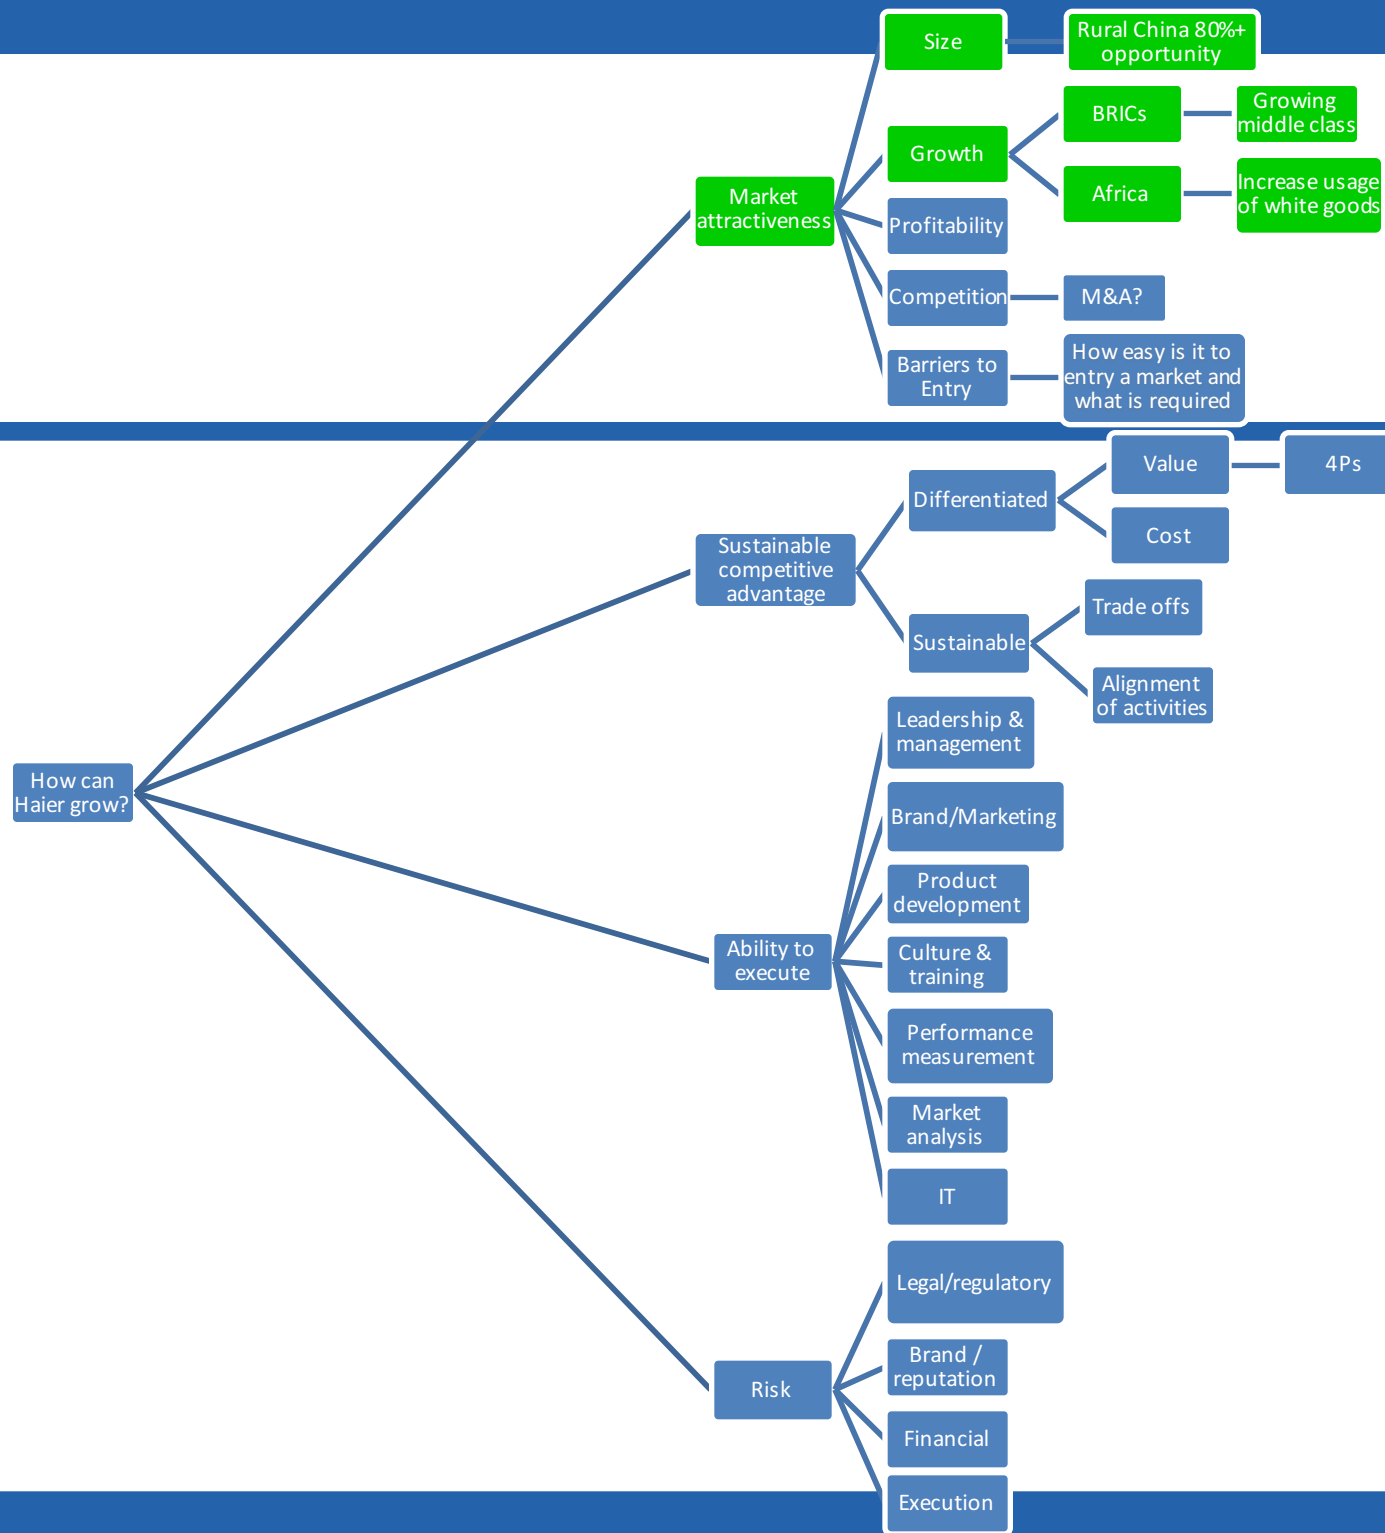 Size
Rural China 80%+
opportunity
BRICs
Growing
middle class
Growth
Africa
Increase usage
of white goods
Market
attractiveness
Profitability
Competition
M&A?
Barriers to
Entry
How easy is it to
entry a market and
what is required
Value
4Ps
Differentiated
Cost
Sustainable
competitive
advantage
Trade offs
Sustainable
Alignment
of activities
Leadership &
management
How can
Haier grow?
Brand/Marketing
Product
development
Ability to
execute
Culture &
training
Performance
measurement
Market
analysis
IT
Legal/regulatory
Brand /
reputation
Risk
Financial
Execution